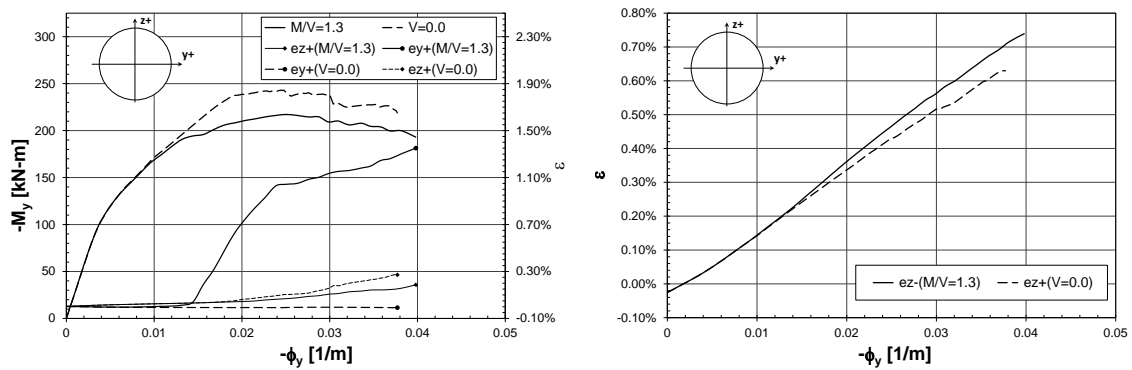 z+
y+
M/V=1.3
V=0.0
ez+(M/V=1.3)
ey+(M/V=1.3)
ey+(V=0.0)
ez+(V=0.0)
300
250
200
150
100
50
0
-M_y [kN-m]
2.30%
1.90%
1.50%
1.10%
0.70%
0.30%
-0.10%
ε
0
0.01
0.02
0.03
0.04
0.05
-ϕ_y [1/m]
z+
y+
0.80%
0.70%
0.60%
0.50%
0.40%
0.30%
0.20%
0.10%
0.00%
-0.10%
ε
ez-(M/V=1.3)
ez+(V=0.0)
0
0.01
0.02
0.03
0.04
0.05
-ϕ_y [1/m]